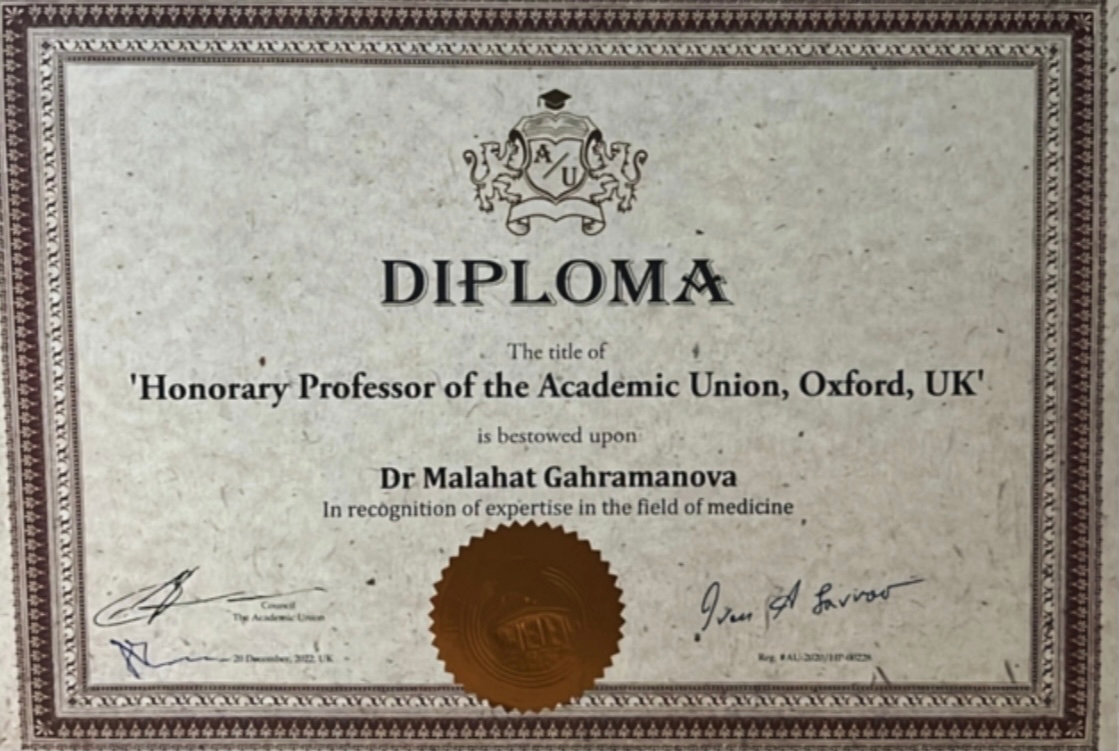 A/U
DIPLOMA
The title of
'Honorary Professor of the Academic Union, Oxford, UK'
is bestowed upon
Dr Malahat Gahramanova
In recognition of expertise in the field of medicine
Council
The Academic Union
20 December, 2022, UK
Reg.